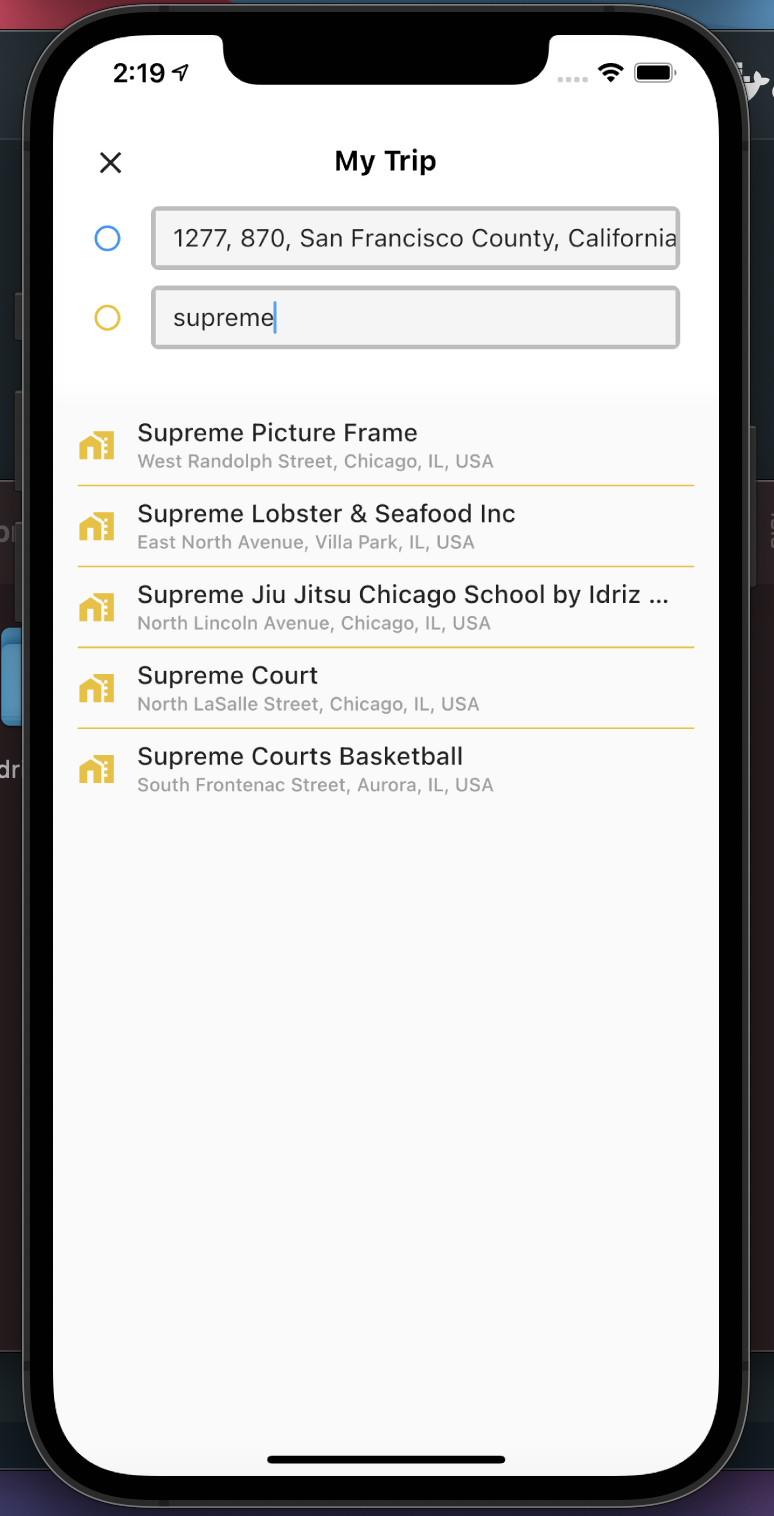 2:19
My Trip
1277, 870, San Francisco County, California
supreme
Supreme Picture Frame
West Randolph Street, Chicago, IL, USA
Supreme Lobster & Seafood Inc
East North Avenue, Villa Park, IL, USA
Supreme Jiu Jitsu Chicago School by Idriz ...
North Lincoln Avenue, Chicago, IL, USA
Supreme Court
North LaSalle Street, Chicago, IL, USA
Supreme Courts Basketball
South Frontenac Street, Aurora, IL, USA